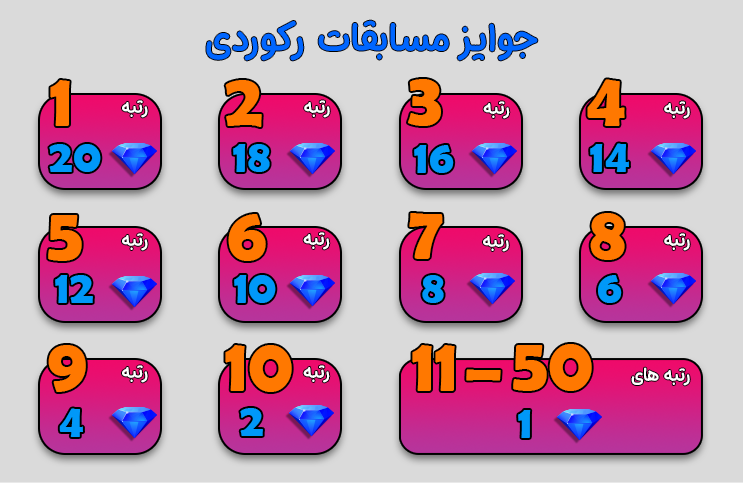 جوایز مسابقات رکوردی
رتبه 1
20
رتبه 2
18
رتبه 3
16
رتبه 4
14
رتبه 5
12
رتبه 6
10
رتبه 7
8
رتبه 8
6
رتبه 9
4
رتبه 10
2
رتبه های 11 - 50
1